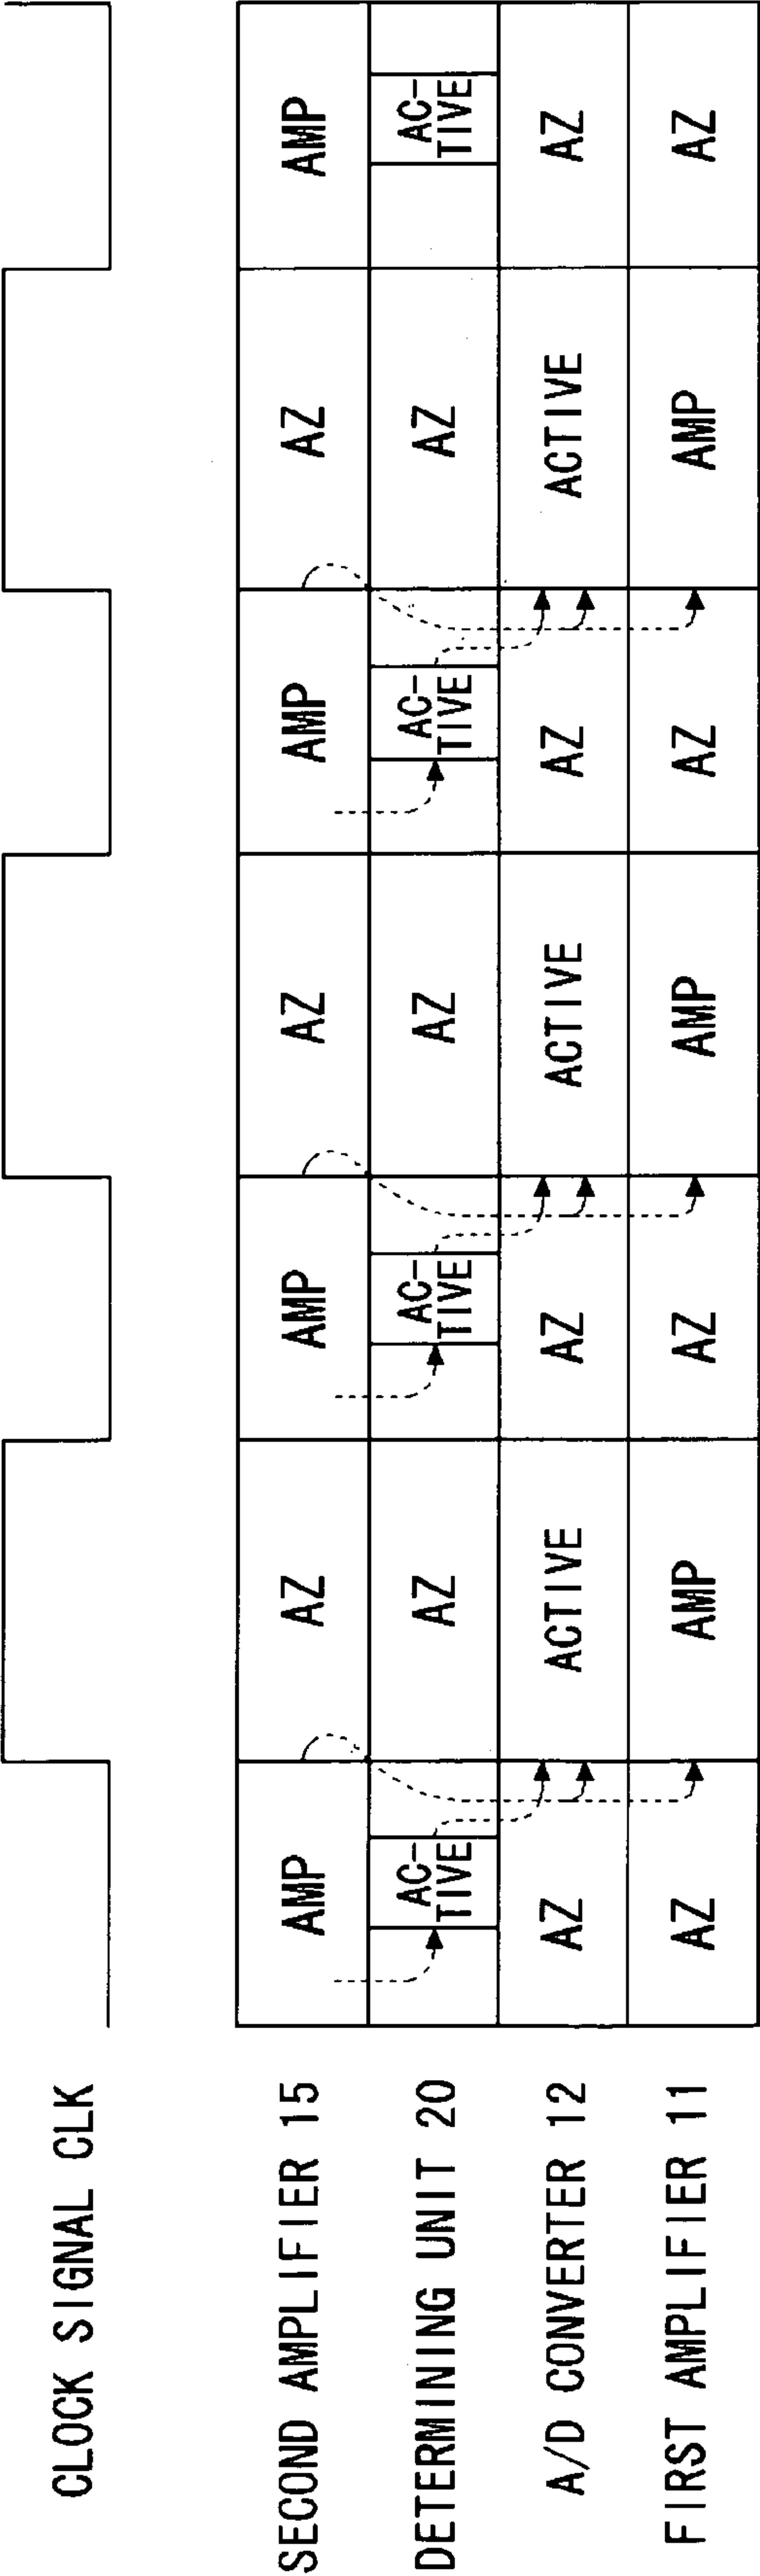 CLOCK SIGNAL CLK
SECOND AMPLIFIER 15
AMP
AZ
AMP
AZ
AMP
AZ
AMP
DETERMINING UNIT 20
AC-
TIVE
AZ
AC-
TIVE
AZ
AC-
TIVE
AZ
AC-
TIVE
A/D CONVERTER 12
AZ
ACTIVE
AZ
ACTIVE
AZ
ACTIVE
AZ
FIRST AMPLIFIER 11
AZ
AMP
AZ
AMP
AZ
AMP
AZ